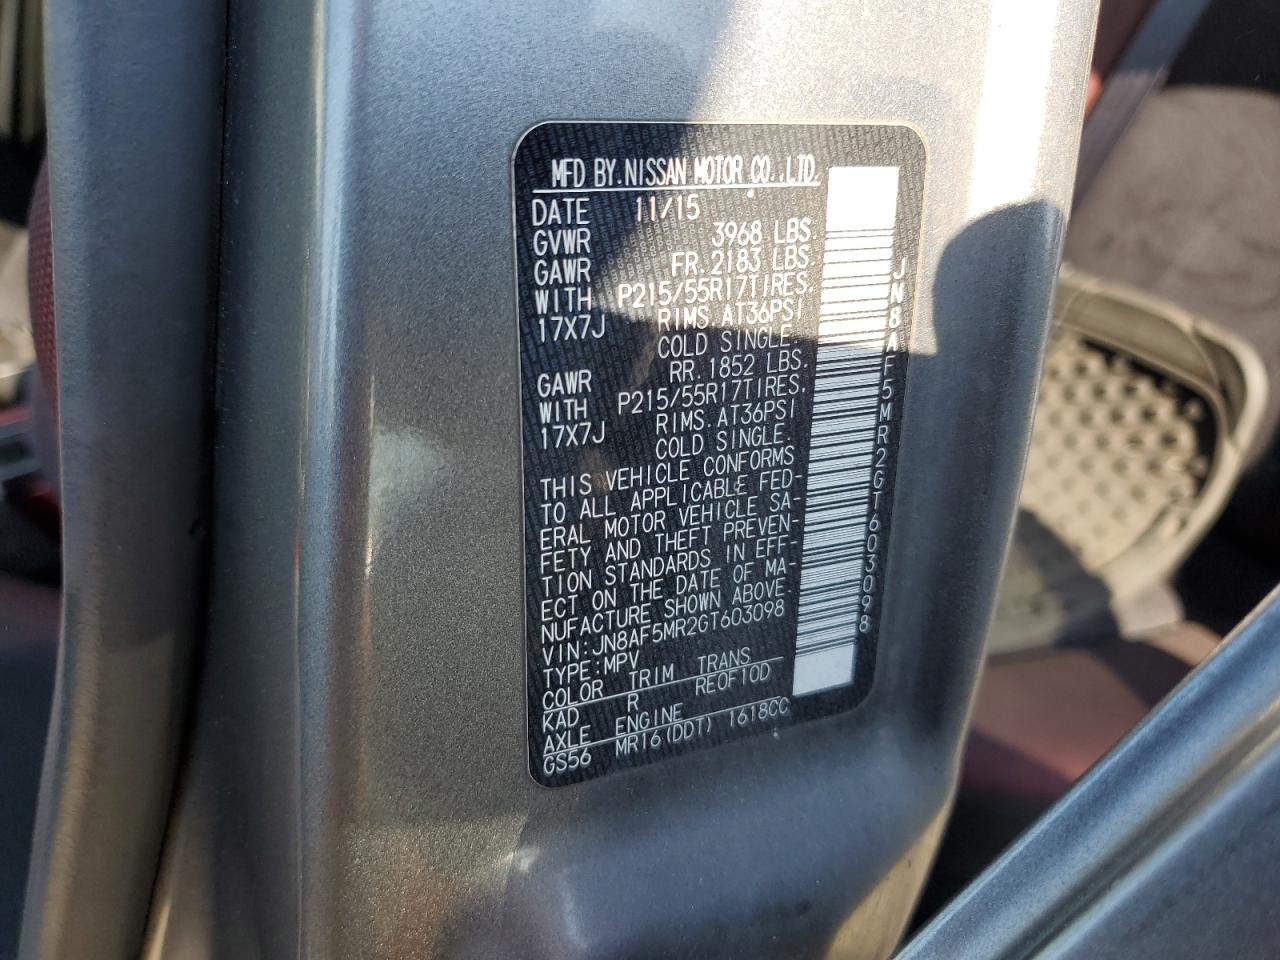 MFD BY.NISSAN MOTOR CO.,LTD.
DATE 11/15
GVWR 3968 LBS.
GAWR FR.2183 LBS.
WITH P215/55R17TIRES.
17X7J RIMS.AT36PSI
COLD SINGLE.
GAWR RR.1852 LBS.
WITH P215/55R17TIRES.
17X7J RIMS.AT36PSI
COLD SINGLE.
THIS VEHICLE CONFORMS
TO ALL APPLICABLE FED-
ERAL MOTOR VEHICLE SA-
FETY AND THEFT PREVEN-
TION STANDARDS IN EFF-
ECT ON THE DATE OF MA-
NUFACTURE SHOWN ABOVE.
VIN:JN8AF5MR2GT603098
TYPE:MPV
COLOR TRIM TRANS
KAD R RE0F10D
AXLE ENGINE
GS56 MR16(DDT) 1618CC
JN8AF5MR2GT603098